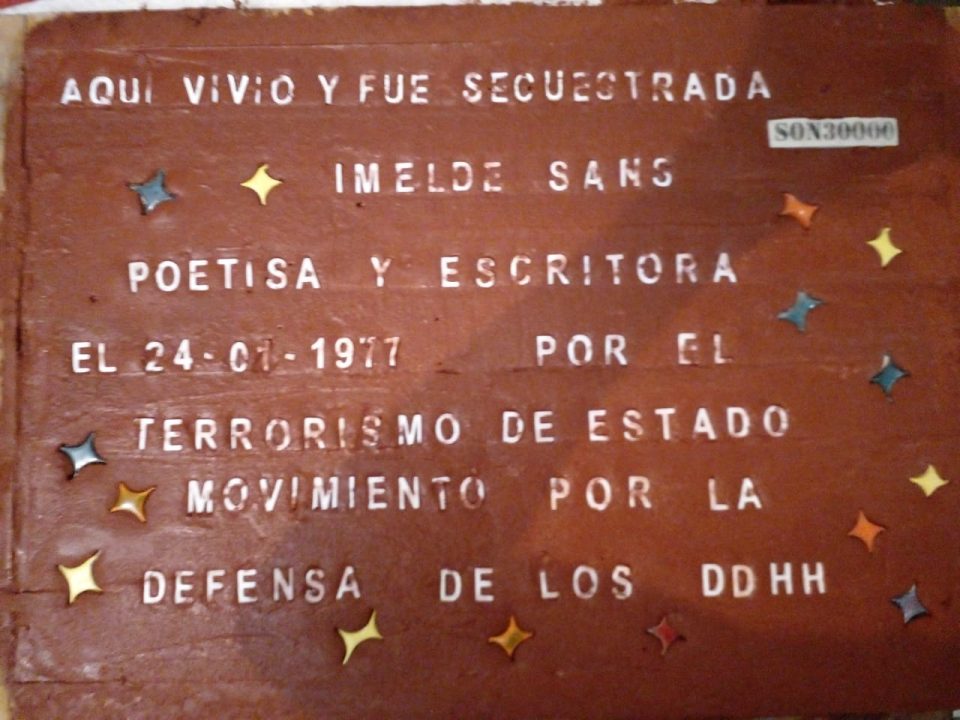 AQUI VIVIO Y FUE SECUESTRADA
SON30000
IMELDE SANS
POETISA Y ESCRITORA
EL 24-01-1977 POR EL
TERRORISMO DE ESTADO
MOVIMIENTO POR LA
DEFENSA DE LOS DDHH